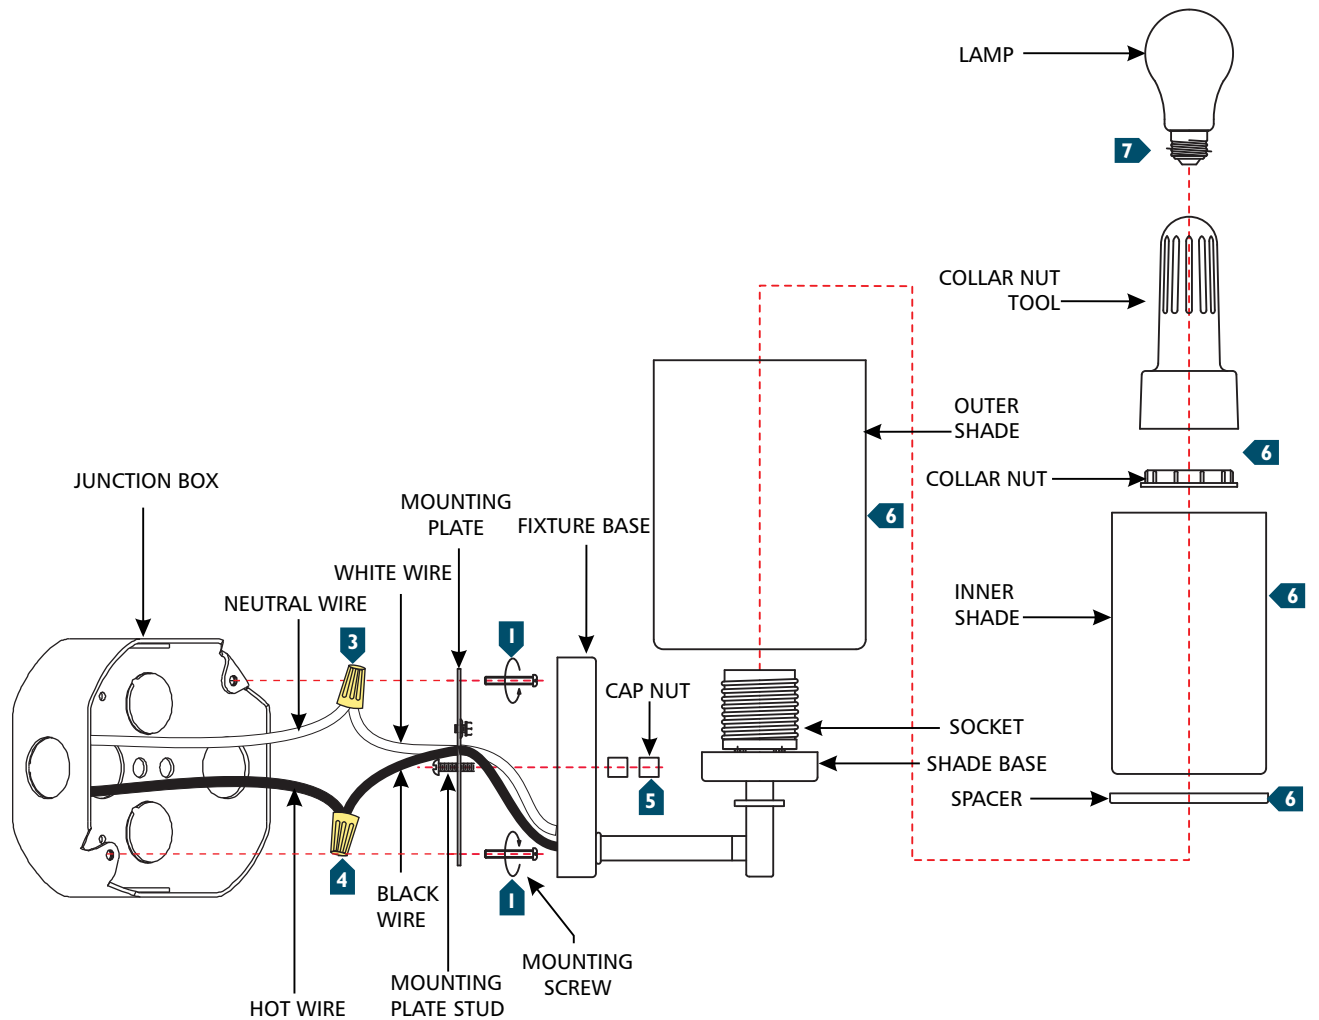 LAMP
7
COLLAR NUT
TOOL
OUTER
SHADE
6
COLLAR NUT
JUNCTION BOX
MOUNTING
PLATE
FIXTURE BASE
6
WHITE WIRE
NEUTRAL WIRE
INNER
SHADE
6
3
1
CAP NUT
SOCKET
SHADE BASE
SPACER
6
5
4
1
BLACK
WIRE
MOUNTING
SCREW
MOUNTING
PLATE STUD
HOT WIRE